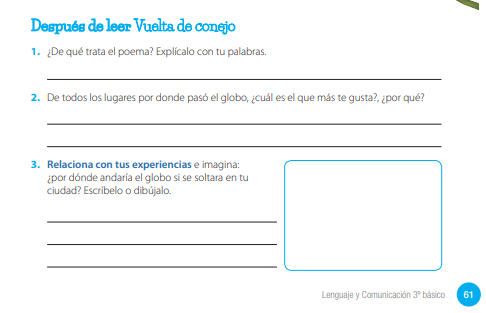 Después de leer Vuelta de conejo
1. ¿De qué trata el poema? Explícalo con tu palabras.
2. De todos los lugares por donde pasó el globo, ¿cuál es el que más te gusta?, ¿por qué?
3. Relaciona con tus experiencias e imagina:
¿por dónde andaría el globo si se soltara en tu
ciudad? Escríbelo o dibújalo.
Lenguaje y Comunicación 3º básico 61